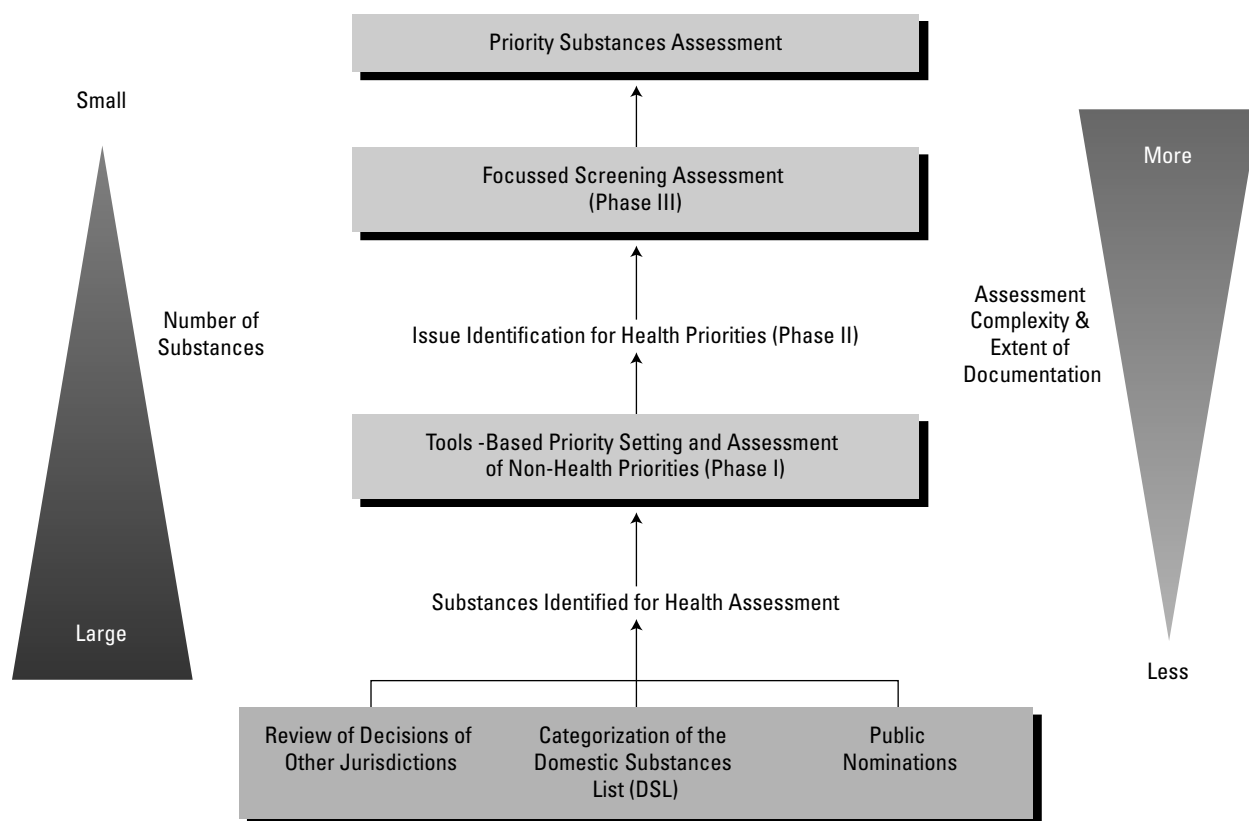 Priority Substances Assessment
Small
More
Focussed Screening Assessment
(Phase III)
Number of
Substances
Assessment
Complexity &
Extent of
Documentation
Issue Identification for Health Priorities (Phase II)
Tools -Based Priority Setting and Assessment
of Non-Health Priorities (Phase I)
Substances Identified for Health Assessment
Large
Less
Review of Decisions of
Other Jurisdictions
Categorization of the
Domestic Substances
List (DSL)
Public
Nominations